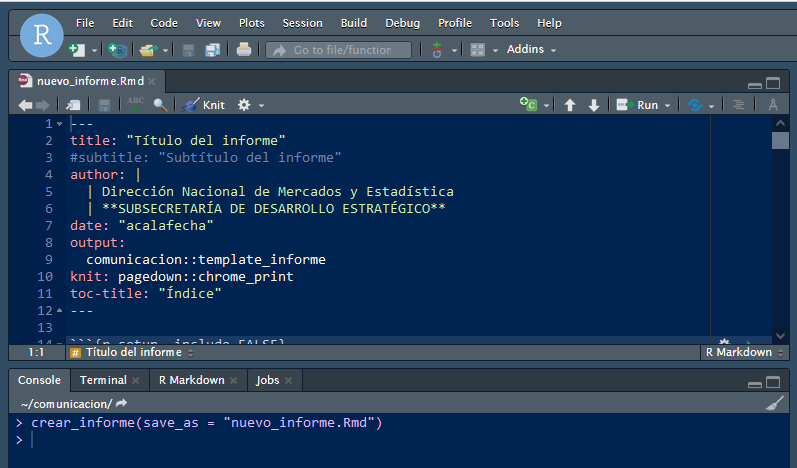 File Edit Code View Plots Session Build Debug Profile Tools Help
R
Go to file/function
Addins
nuevo_informe.Rmd
ABC Knit Run
1 ---
2 title: "Título del informe"
3 #subtitle: "Subtítulo del informe"
4 author: |
5 | Dirección Nacional de Mercados y Estadística
6 | **SUBSECRETARÍA DE DESARROLLO ESTRATÉGICO**
7 date: "acalafecha"
8 output:
9 comunicacion::template_informe
10 knit: pagedown::chrome_print
11 toc-title: "Índice"
12 ---
13
14 ```{r setup, include=FALSE}
1:1 # Título del informe R Markdown
Console Terminal R Markdown Jobs
~/comunicacion/
> crear_informe(save_as = "nuevo_informe.Rmd")
>